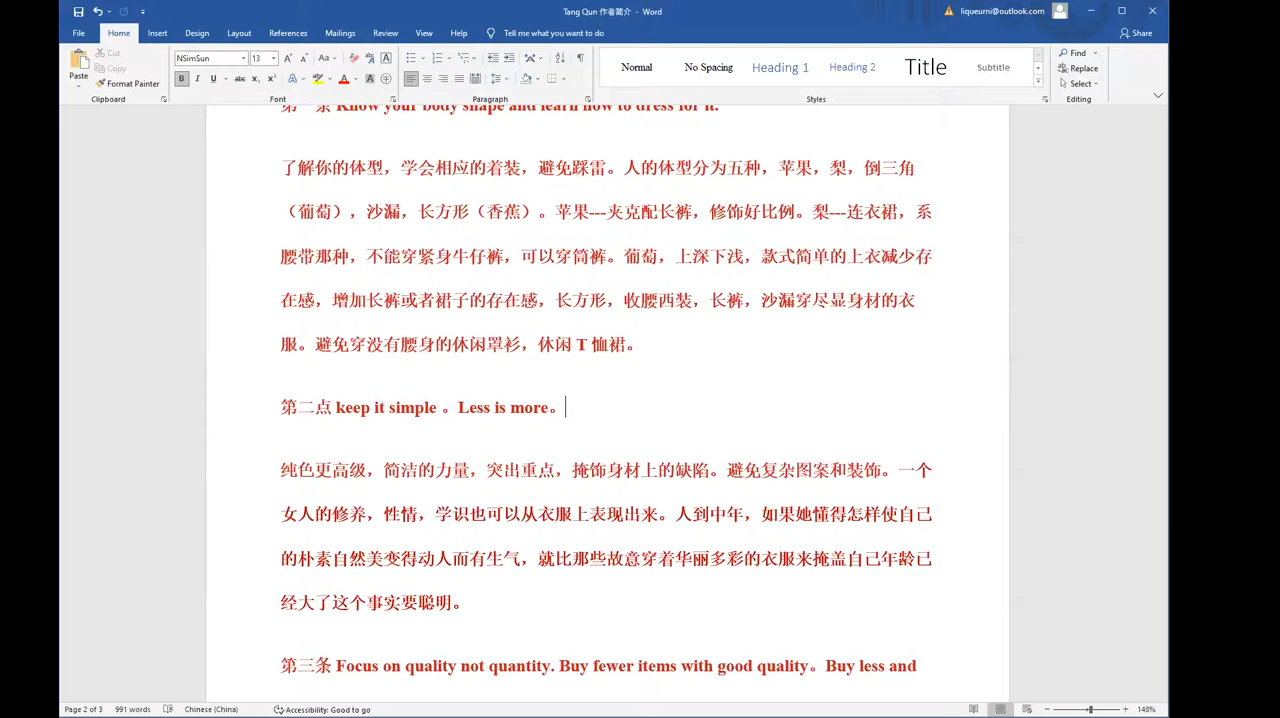 Tang Qun 作者简介 - Word
liqueurni@outlook.com
File Home Insert Design Layout References Mailings Review View Help Tell me what you want to do Share
Paste
Cut
Copy
Format Painter
Clipboard
NSimSun 13
Font
Paragraph
Normal No Spacing Heading 1 Heading 2 Title Subtitle
Styles
Find
Replace
Select
Editing
条 Know your body shape and learn how to dress for it.
了解你的体型，学会相应的着装，避免踩雷。人的体型分为五种，苹果，梨，倒三角
（葡萄），沙漏，长方形（香蕉）。苹果---夹克配长裤，修饰好比例。梨---连衣裙，系
腰带那种，不能穿紧身牛仔裤，可以穿筒裤。葡萄，上深下浅，款式简单的上衣减少存
在感，增加长裤或者裙子的存在感，长方形，收腰西装，长裤，沙漏穿尽显身材的衣
服。避免穿没有腰身的休闲罩衫，休闲 T 恤裙。
第二点 keep it simple 。Less is more。
纯色更高级，简洁的力量，突出重点，掩饰身材上的缺陷。避免复杂图案和装饰。一个
女人的修养，性情，学识也可以从衣服上表现出来。人到中年，如果她懂得怎样使自己
的朴素自然美变得动人而有生气，就比那些故意穿着华丽多彩的衣服来掩盖自己年龄已
经大了这个事实要聪明。
第三条 Focus on quality not quantity. Buy fewer items with good quality。Buy less and
Page 2 of 3 991 words Chinese (China) Accessibility: Good to go 148%